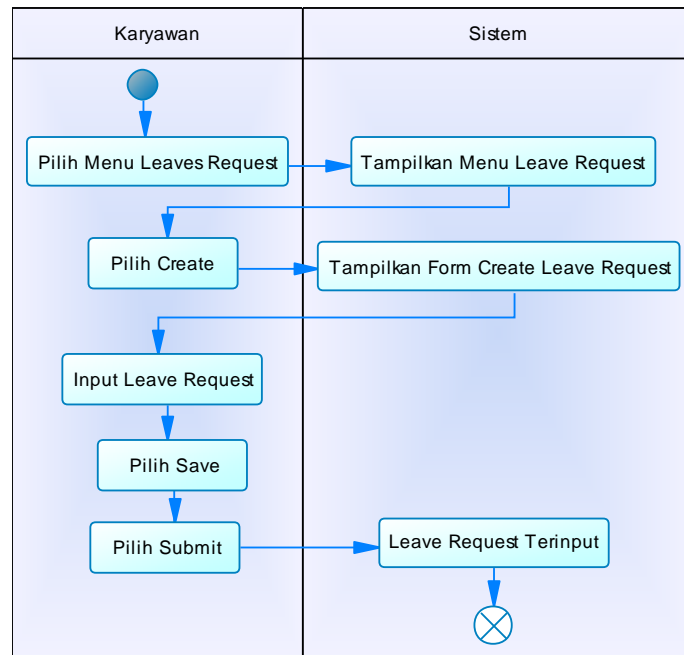 Karyawan
Sistem
Pilih Menu Leaves Request
Tampilkan Menu Leave Request
Pilih Create
Tampilkan Form Create Leave Request
Input Leave Request
Pilih Save
Pilih Submit
Leave Request Terinput